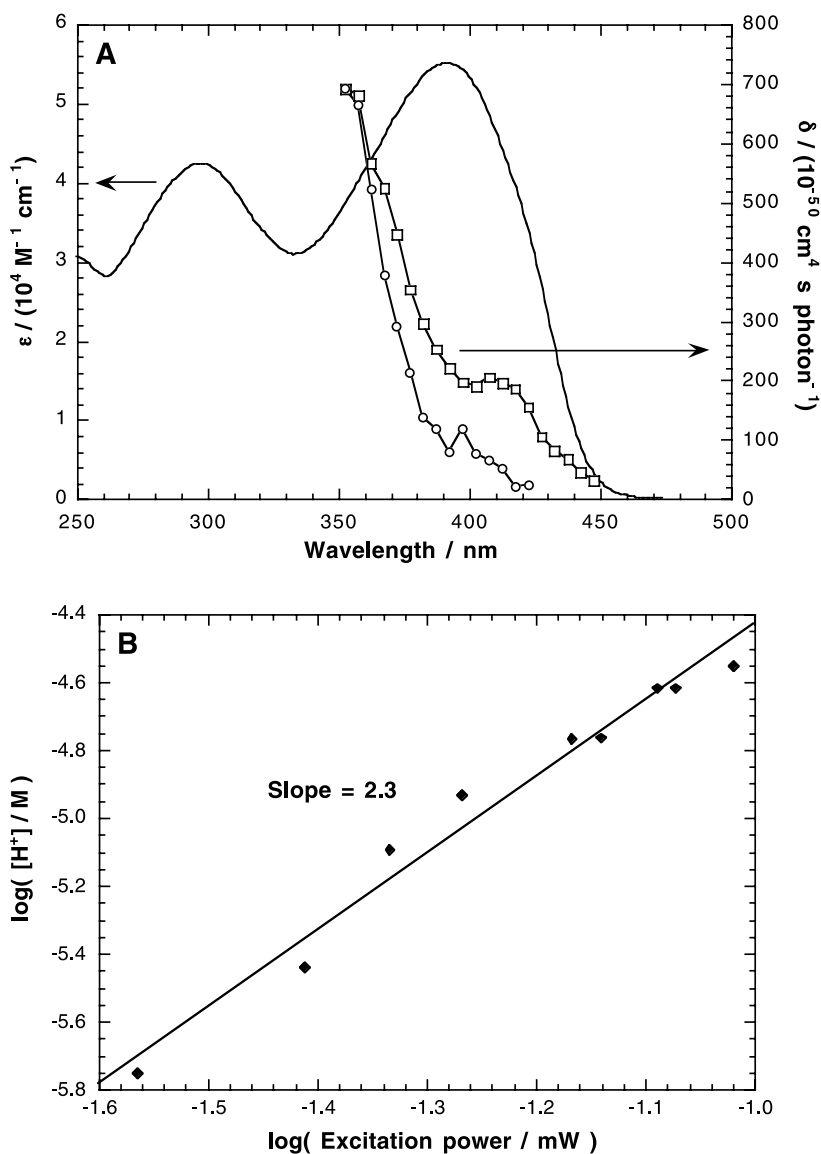 A
6
5
4
3
2
1
0
ε / (10⁴ M⁻¹ cm⁻¹)
800
700
600
500
400
300
200
100
0
δ / (10⁻⁵⁰ cm⁴ s photon⁻¹)
250 300 350 400 450 500
Wavelength / nm
B
-4.4
-4.6
-4.8
-5.0
-5.2
-5.4
-5.6
-5.8
log( [H⁺] / M )
Slope = 2.3
-1.6 -1.5 -1.4 -1.3 -1.2 -1.1 -1.0
log( Excitation power / mW )